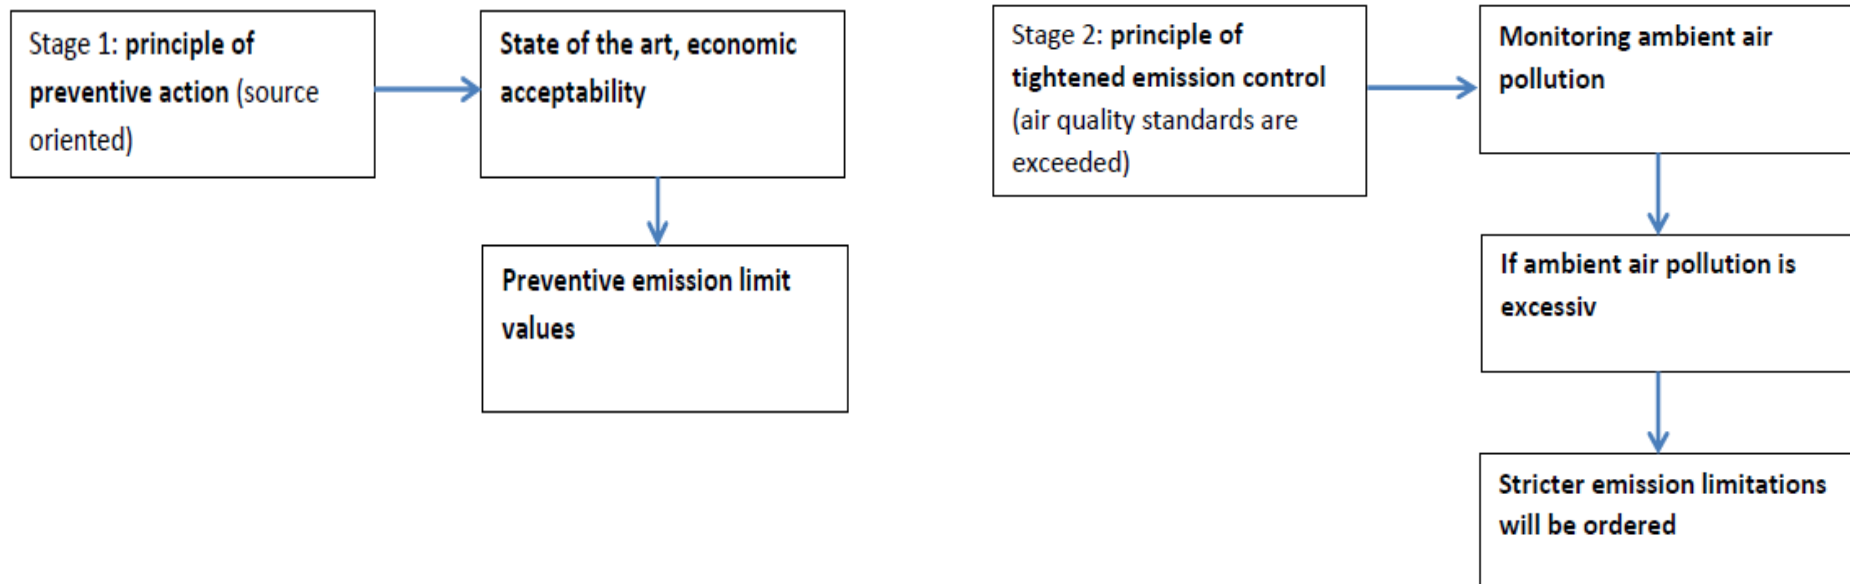 Stage 1: principle of
preventive action (source
oriented)
State of the art, economic
acceptability
Preventive emission limit
values
Stage 2: principle of
tightened emission control
(air quality standards are
exceeded)
Monitoring ambient air
pollution
If ambient air pollution is
excessiv
Stricter emission limitations
will be ordered